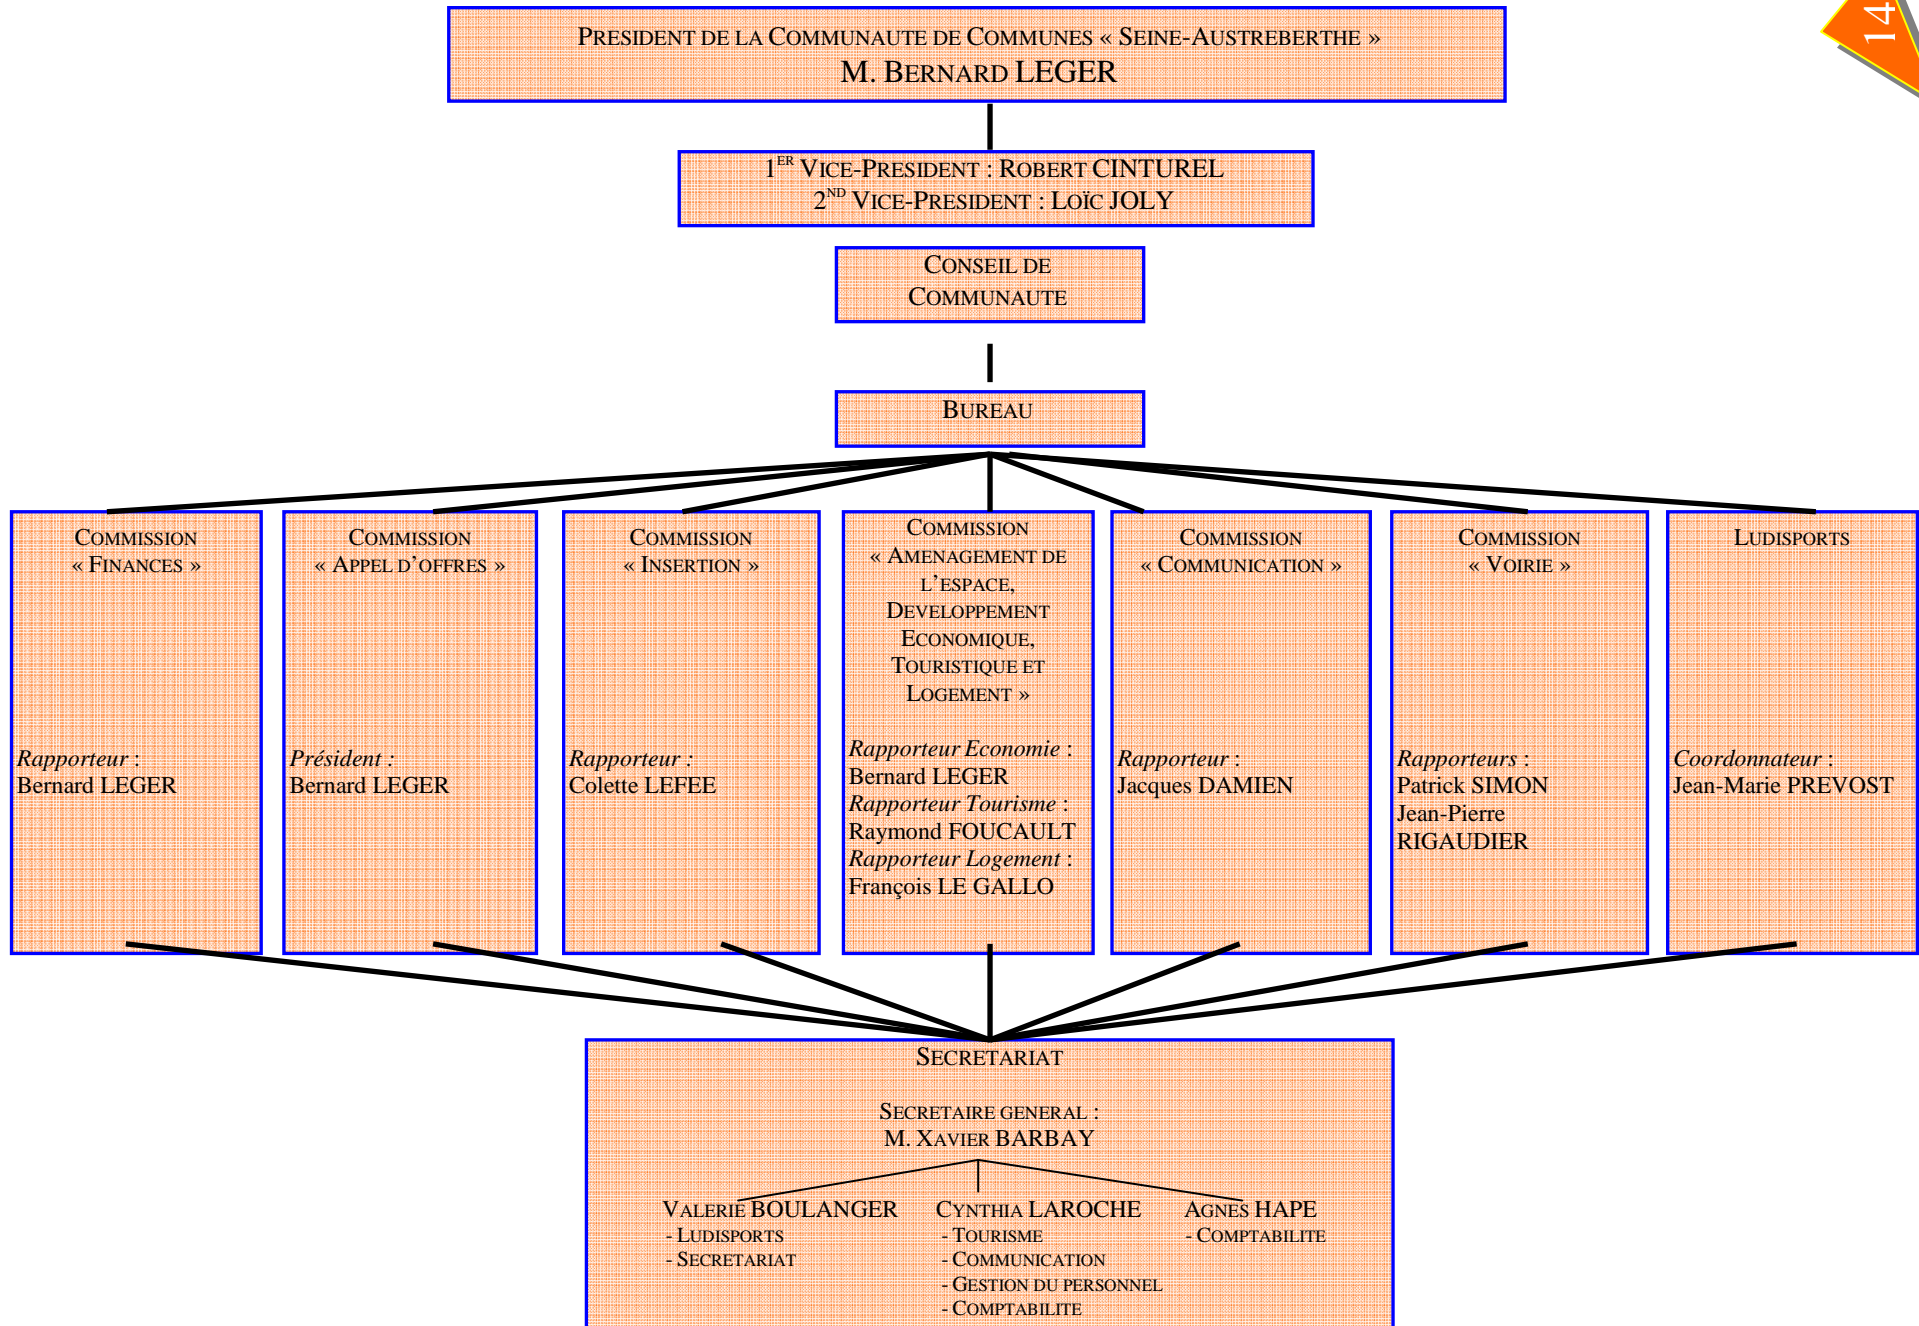 14
PRESIDENT DE LA COMMUNAUTE DE COMMUNES « SEINE-AUSTREBERTHE »
M. BERNARD LEGER
1ER VICE-PRESIDENT : ROBERT CINTUREL
2ND VICE-PRESIDENT : LOÏC JOLY
CONSEIL DE
COMMUNAUTE
BUREAU
COMMISSION
« FINANCES »
Rapporteur :
Bernard LEGER
COMMISSION
« APPEL D'OFFRES »
Président :
Bernard LEGER
COMMISSION
« INSERTION »
Rapporteur :
Colette LEFEE
COMMISSION
« AMENAGEMENT DE
L'ESPACE,
DEVELOPPEMENT
ECONOMIQUE,
TOURISTIQUE ET
LOGEMENT »
Rapporteur Economie :
Bernard LEGER
Rapporteur Tourisme :
Raymond FOUCAULT
Rapporteur Logement :
François LE GALLO
COMMISSION
« COMMUNICATION »
Rapporteur :
Jacques DAMIEN
COMMISSION
« VOIRIE »
Rapporteurs :
Patrick SIMON
Jean-Pierre
RIGAUDIER
LUDISPORTS
Coordonnateur :
Jean-Marie PREVOST
SECRETARIAT
SECRETAIRE GENERAL :
M. XAVIER BARBAY
VALERIE BOULANGER
- LUDISPORTS
- SECRETARIAT
CYNTHIA LAROCHE
- TOURISME
- COMMUNICATION
- GESTION DU PERSONNEL
- COMPTABILITE
AGNES HAPE
- COMPTABILITE